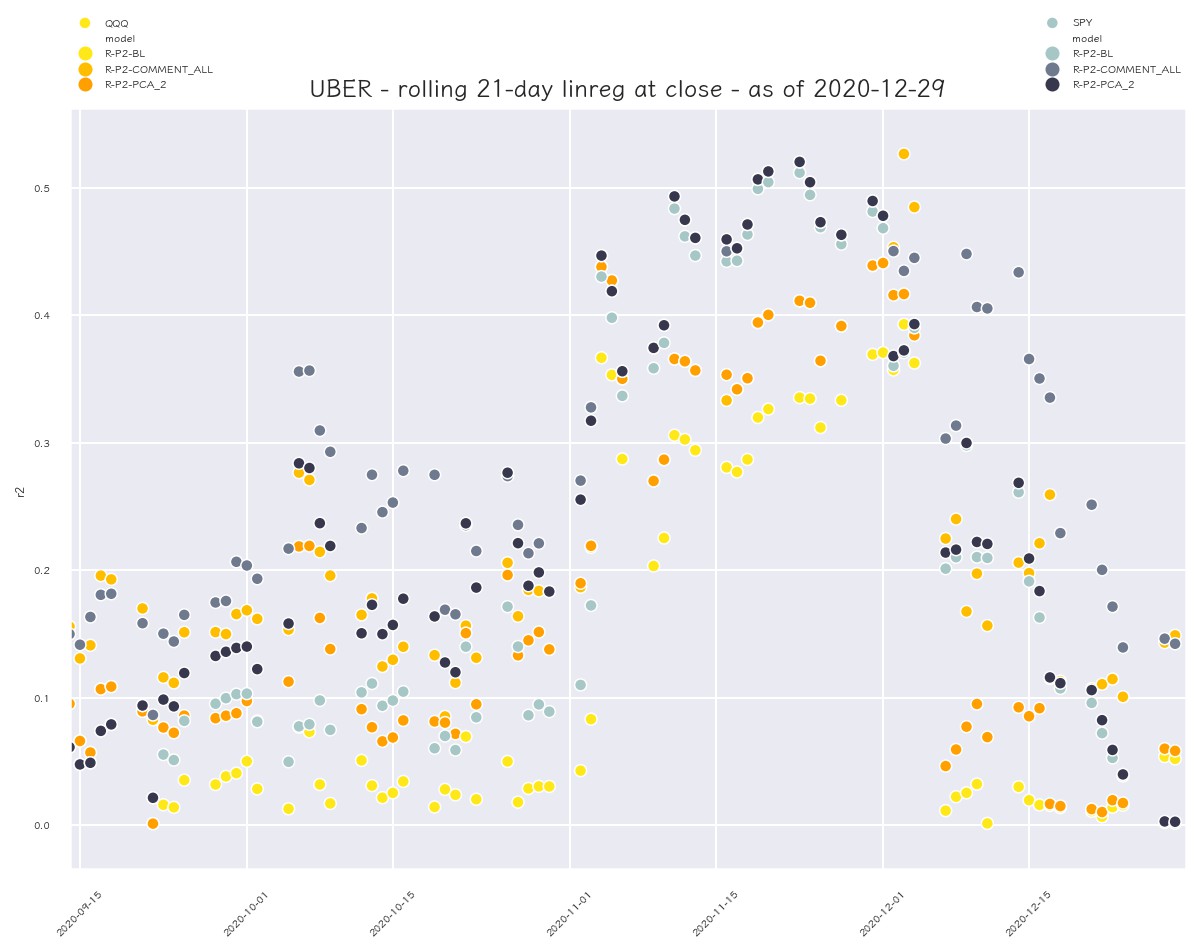 QQQ
model
R-P2-BL
R-P2-COMMENT_ALL
R-P2-PCA_2
SPY
model
R-P2-BL
R-P2-COMMENT_ALL
R-P2-PCA_2
UBER - rolling 21-day linreg at close - as of 2020-12-29
0.5
0.4
0.3
0.2
0.1
0.0
r2
2020-09-15
2020-10-01
2020-10-15
2020-11-01
2020-11-15
2020-12-01
2020-12-15